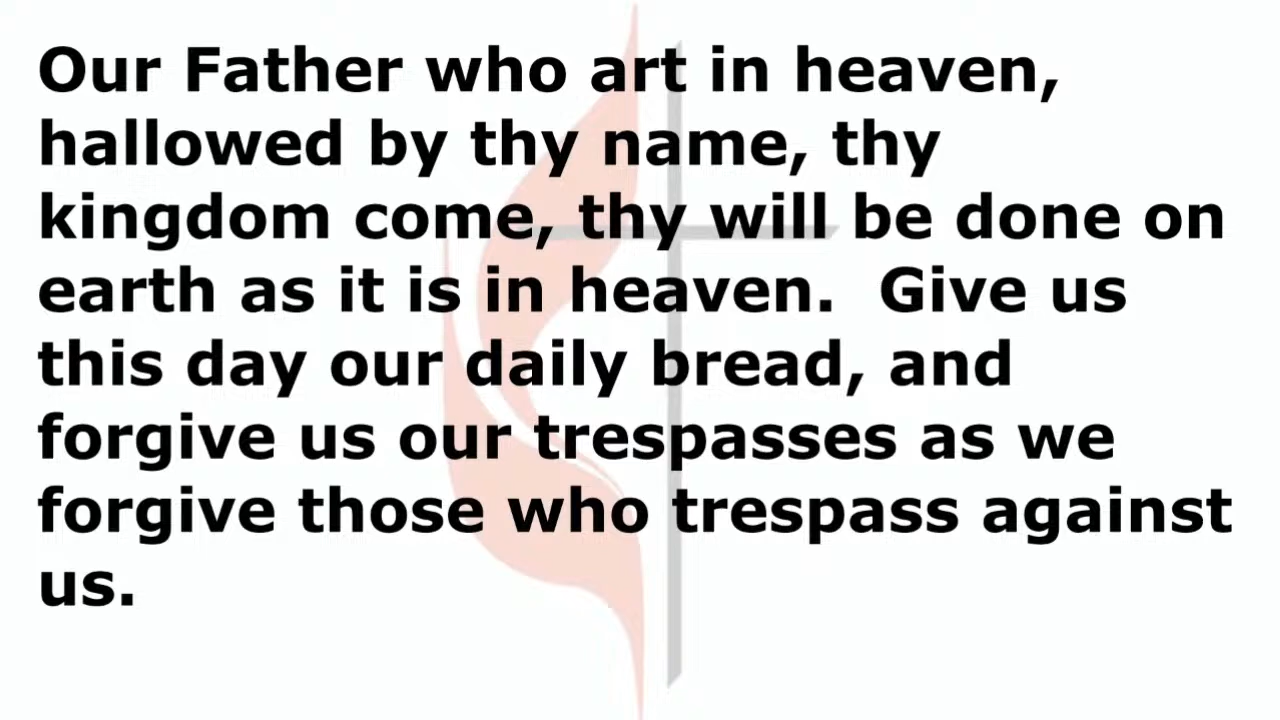 Our Father who art in heaven,
hallowed by thy name, thy
kingdom come, thy will be done on
earth as it is in heaven.  Give us
this day our daily bread, and
forgive us our trespasses as we
forgive those who trespass against
us.